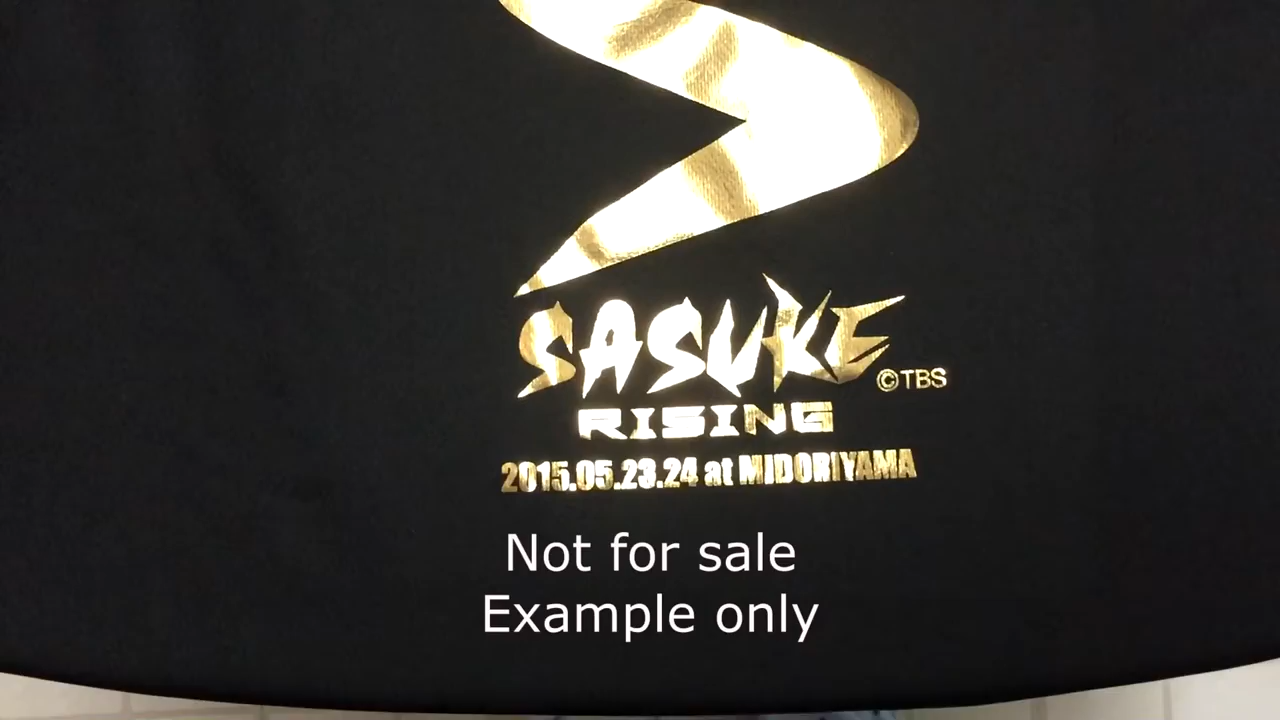 SASUKE
©TBS
RISING
2015.05.23.24 at MIDORIYAMA
Not for sale
Example only